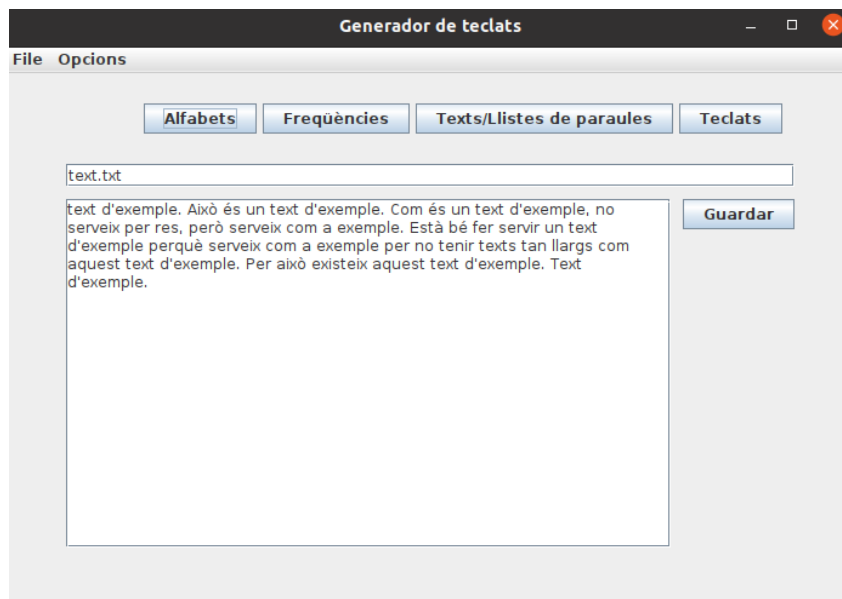 Generador de teclats
File Opcions
Alfabets Freqüències Texts/Llistes de paraules Teclats
text.txt
text d'exemple. Això és un text d'exemple. Com és un text d'exemple, no
serveix per res, però serveix com a exemple. Està bé fer servir un text
d'exemple perquè serveix com a exemple per no tenir texts tan llargs com
aquest text d'exemple. Per això existeix aquest text d'exemple. Text
d'exemple.
Guardar